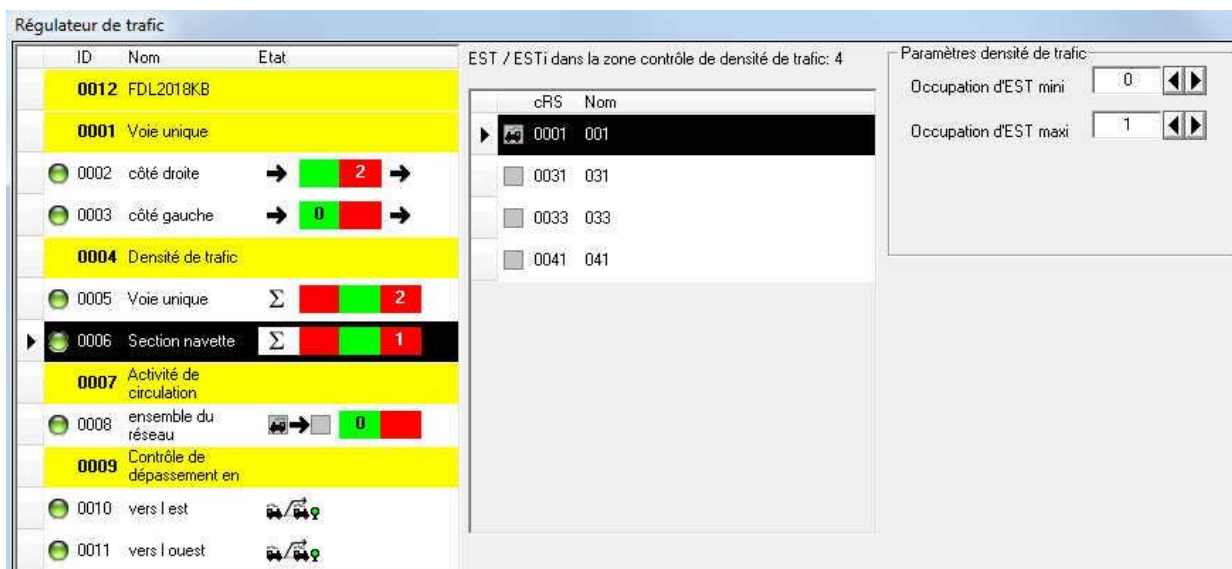 Régulateur de trafic
ID Nom Etat
0012 FDL2018KB
0001 Voie unique
0002 côté droite 2
0003 côté gauche 0
0004 Densité de trafic
0005 Voie unique Σ 2
0006 Section navette Σ 1
0007 Activité de
circulation
0008 ensemble du
réseau 0
0009 Contrôle de
dépassement en
0010 vers l est
0011 vers l ouest
EST / ESTi dans la zone contrôle de densité de trafic: 4
cRS Nom
0001 001
0031 031
0033 033
0041 041
Paramètres densité de trafic
Occupation d'EST mini 0
Occupation d'EST maxi 1